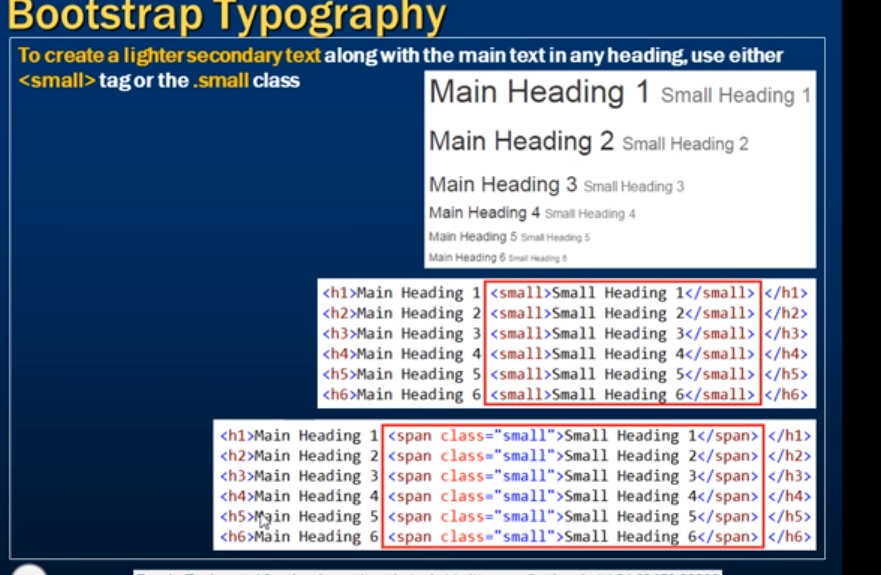 Bootstrap Typography
To create a lighter secondary text along with the main text in any heading, use either
<small> tag or the .small class
Main Heading 1 Small Heading 1
Main Heading 2 Small Heading 2
Main Heading 3 Small Heading 3
Main Heading 4 Small Heading 4
Main Heading 5 Small Heading 5
Main Heading 6 Small Heading 6
<h1>Main Heading 1 <small>Small Heading 1</small> </h1>
<h2>Main Heading 2 <small>Small Heading 2</small> </h2>
<h3>Main Heading 3 <small>Small Heading 3</small> </h3>
<h4>Main Heading 4 <small>Small Heading 4</small> </h4>
<h5>Main Heading 5 <small>Small Heading 5</small> </h5>
<h6>Main Heading 6 <small>Small Heading 6</small> </h6>
<h1>Main Heading 1 <span class="small">Small Heading 1</span> </h1>
<h2>Main Heading 2 <span class="small">Small Heading 2</span> </h2>
<h3>Main Heading 3 <span class="small">Small Heading 3</span> </h3>
<h4>Main Heading 4 <span class="small">Small Heading 4</span> </h4>
<h5>Main Heading 5 <span class="small">Small Heading 5</span> </h5>
<h6>Main Heading 6 <span class="small">Small Heading 6</span> </h6>